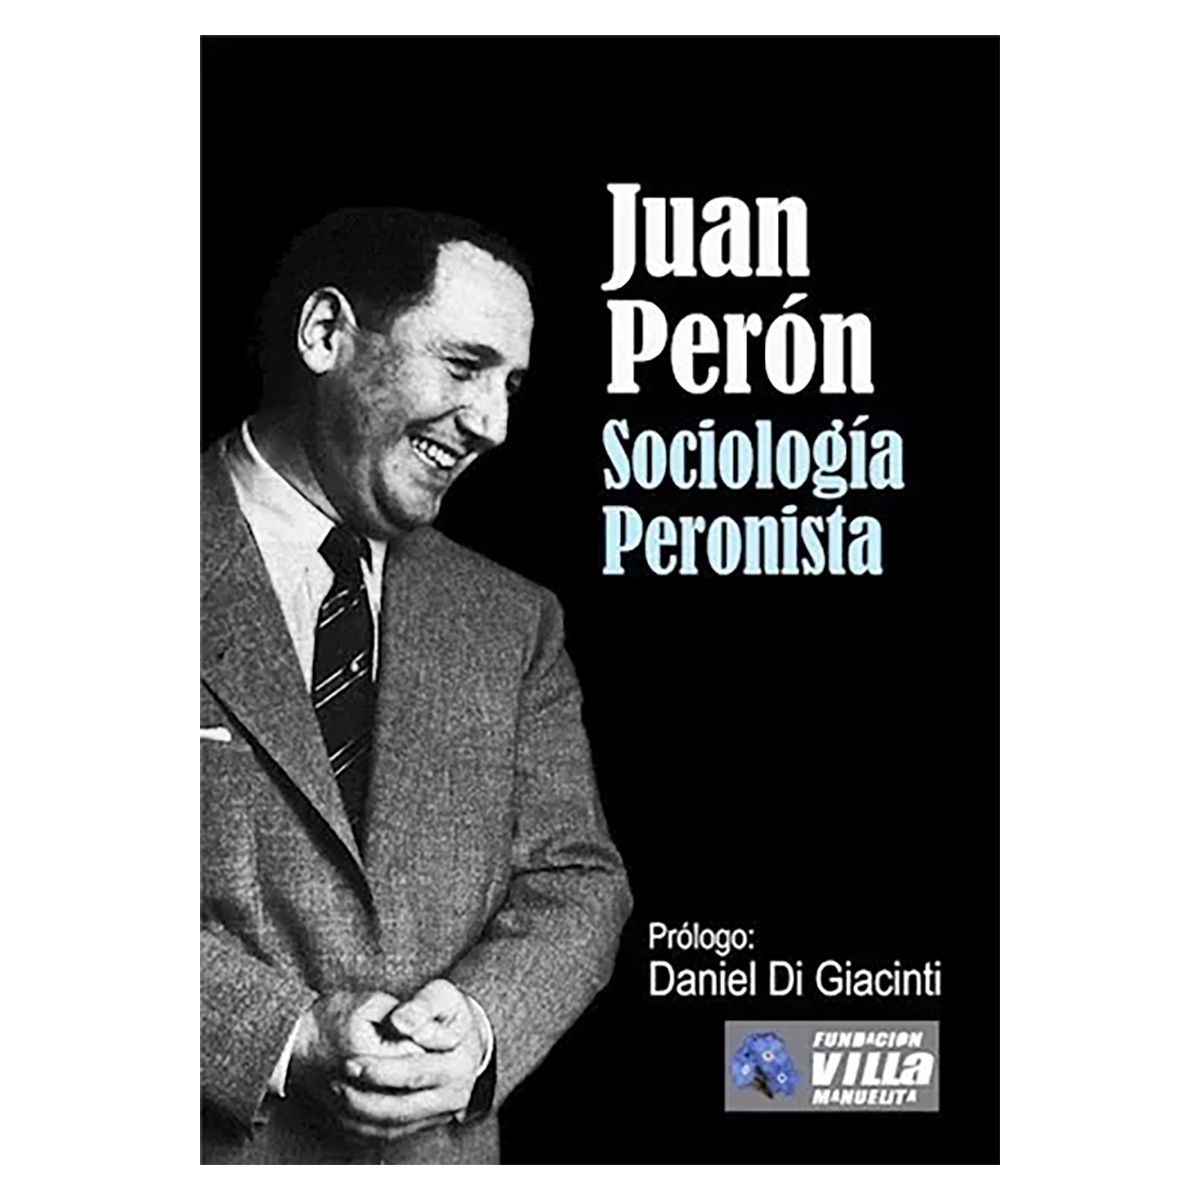 Juan
Perón
Sociología
Peronista
Prólogo:
Daniel Di Giacinti
FUNDACION
VILLa
MANUELITA